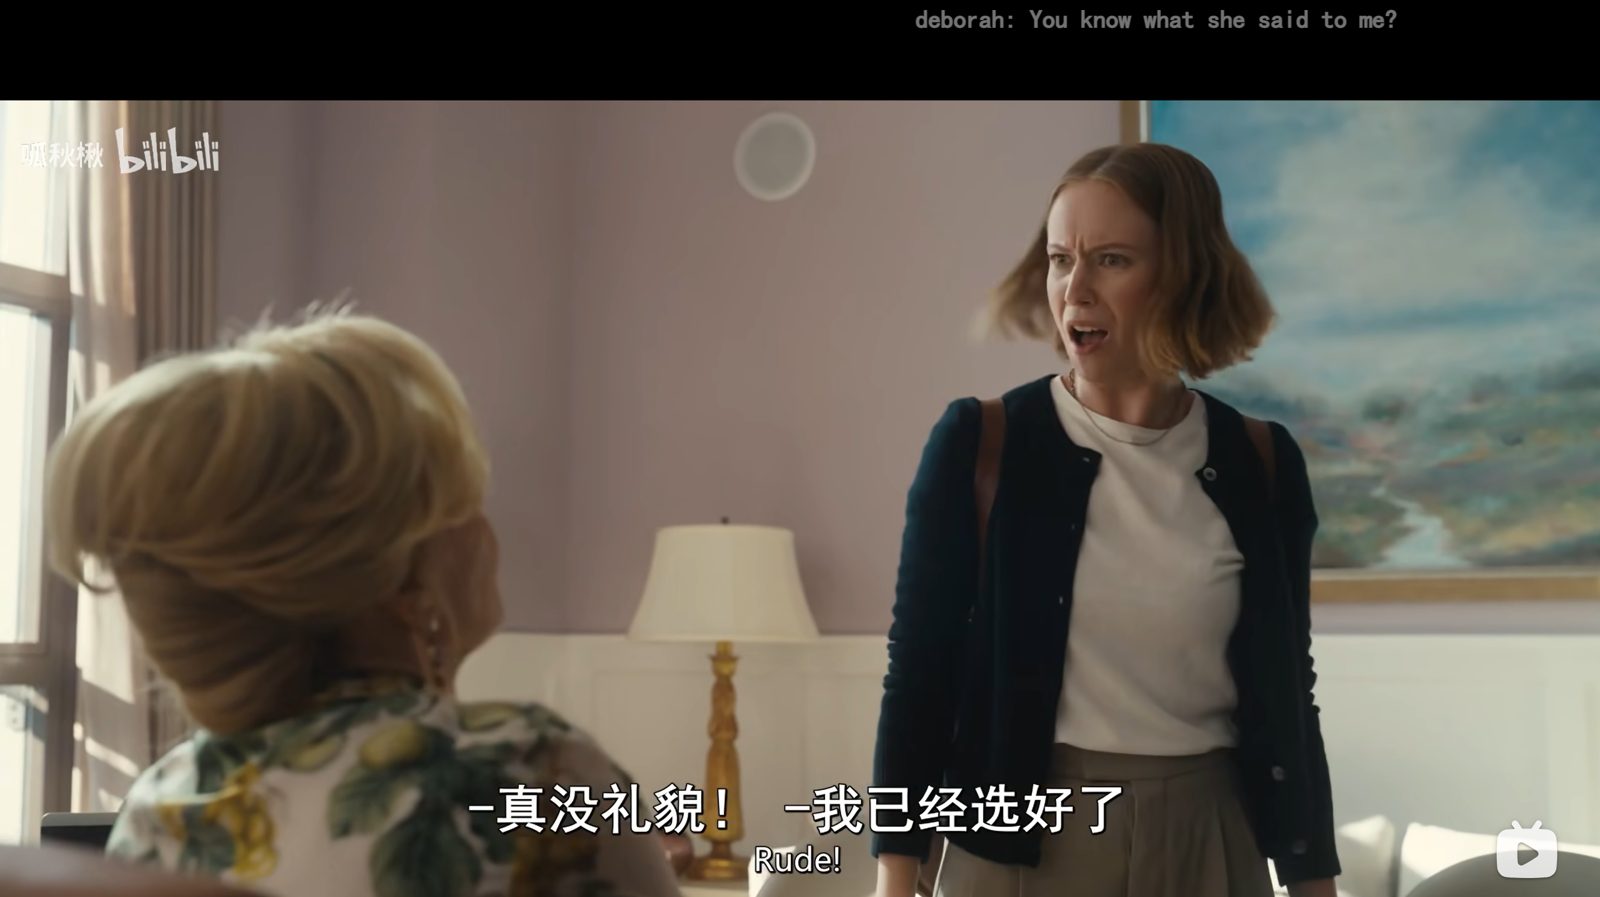 deborah: You know what she said to me?
bilibili
-真没礼貌! -我已经选好了
Rude!